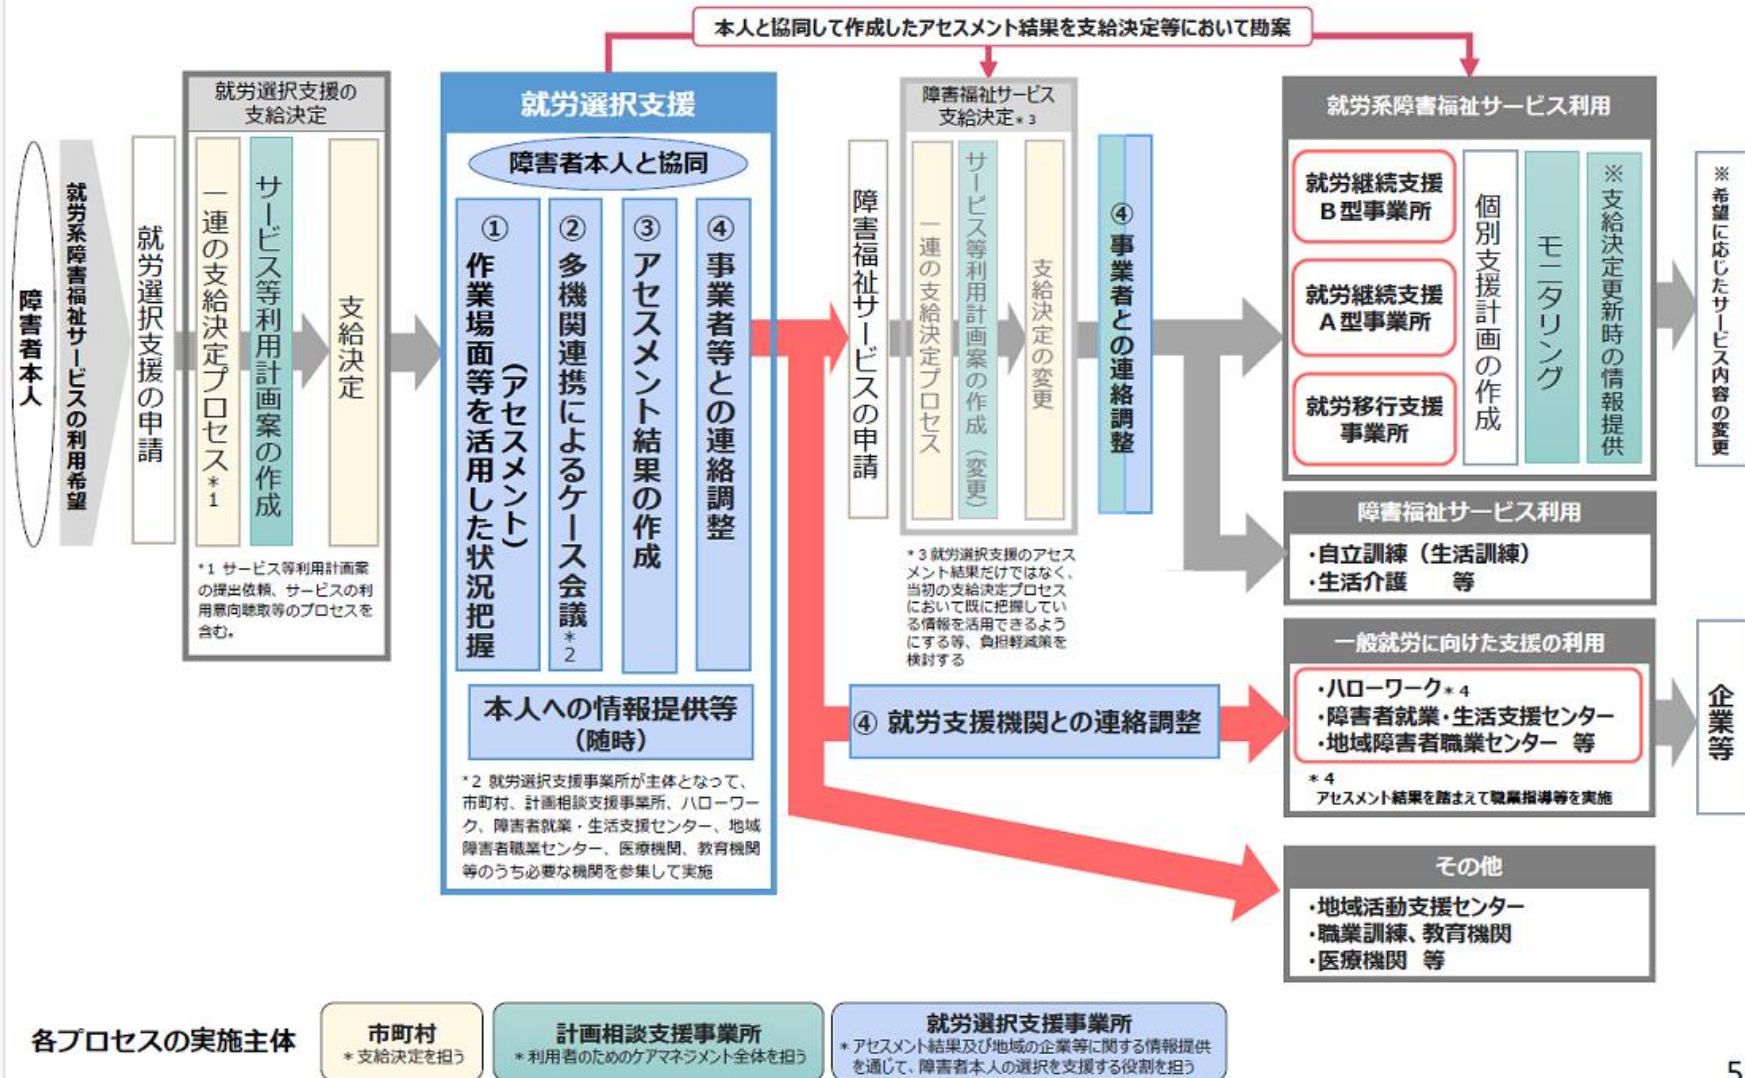 本人と協同して作成したアセスメント結果を支給決定等において勘案
障害者本人
就労系障害福祉サービスの利用希望
就労選択支援の申請
就労選択支援の
支給決定
一連の支給決定プロセス*1
サービス等利用計画案の作成
支給決定
*1 サービス等利用計画案
の提出依頼、サービスの利
用意向聴取等のプロセスを
含む。
就労選択支援
障害者本人と協同
①
作業場面等を活用した状況把握
(アセスメント)
②
多機関連携によるケース会議*2
③
アセスメント結果の作成
④
事業者等との連絡調整
本人への情報提供等
(随時)
*2 就労選択支援事業所が主体となって、
市町村、計画相談支援事業所、ハローワー
ク、障害者就業・生活支援センター、地域
障害者職業センター、医療機関、教育機関
等のうち必要な機関を参集して実施
障害福祉サービスの申請
障害福祉サービス
支給決定*3
一連の支給決定プロセス
サービス等利用計画案の作成(変更)
支給決定の変更
*3 就労選択支援のアセス
メント結果だけではなく、
当初の支給決定プロセス
において既に把握してい
る情報を活用できるよう
にする等、負担軽減策を
検討する
④事業者との連絡調整
④ 就労支援機関との連絡調整
就労系障害福祉サービス利用
就労継続支援
B型事業所
就労継続支援
A型事業所
就労移行支援
事業所
個別支援計画の作成
モニタリング
※支給決定更新時の情報提供
※希望に応じたサービス内容の変更
障害福祉サービス利用
・自立訓練(生活訓練)
・生活介護 等
一般就労に向けた支援の利用
・ハローワーク*4
・障害者就業・生活支援センター
・地域障害者職業センター 等
*4
アセスメント結果を踏まえて職業指導等を実施
企業等
その他
・地域活動支援センター
・職業訓練、教育機関
・医療機関 等
各プロセスの実施主体
市町村
*支給決定を担う
計画相談支援事業所
*利用者のためのケアマネジメント全体を担う
就労選択支援事業所
*アセスメント結果及び地域の企業等に関する情報提供
を通じて、障害者本人の選択を支援する役割を担う
5